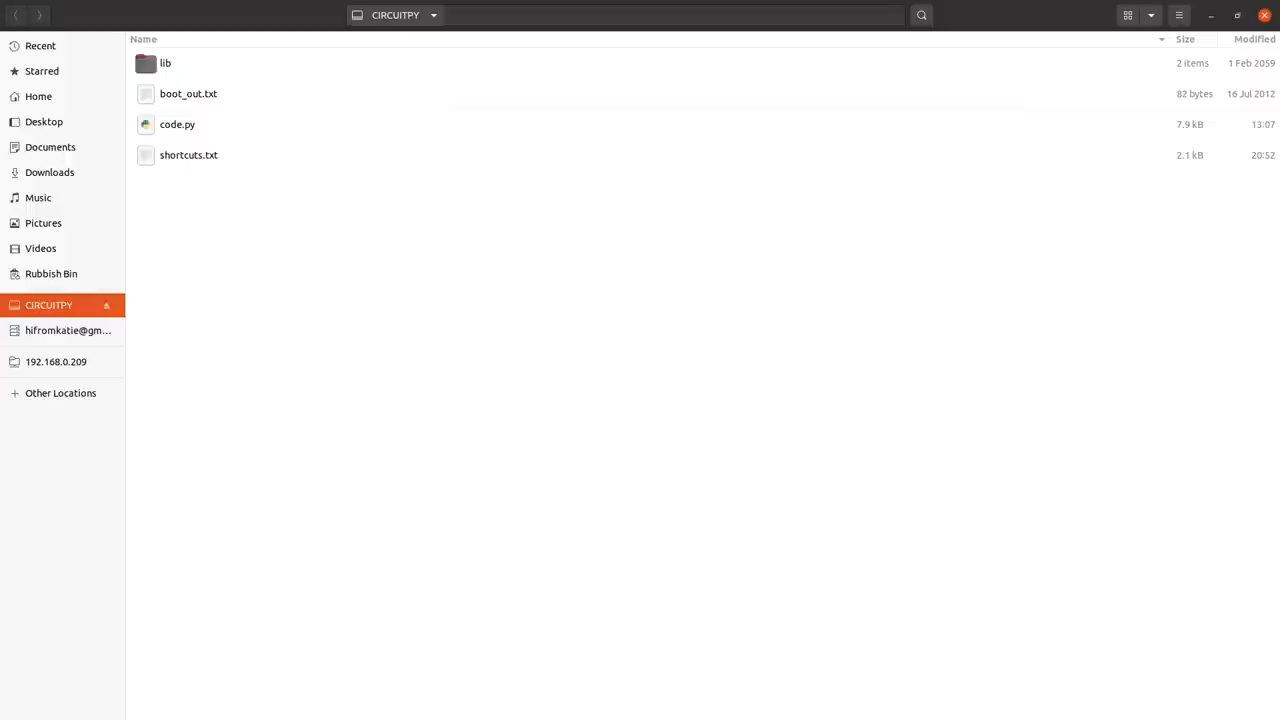 CIRCUITPY
Recent
Starred
Home
Desktop
Documents
Downloads
Music
Pictures
Videos
Rubbish Bin
CIRCUITPY
hifromkatie@gm...
192.168.0.209
Other Locations
Name Size Modified
lib 2 items 1 Feb 2059
boot_out.txt 82 bytes 16 Jul 2012
code.py 7.9 kB 13:07
shortcuts.txt 2.1 kB 20:52